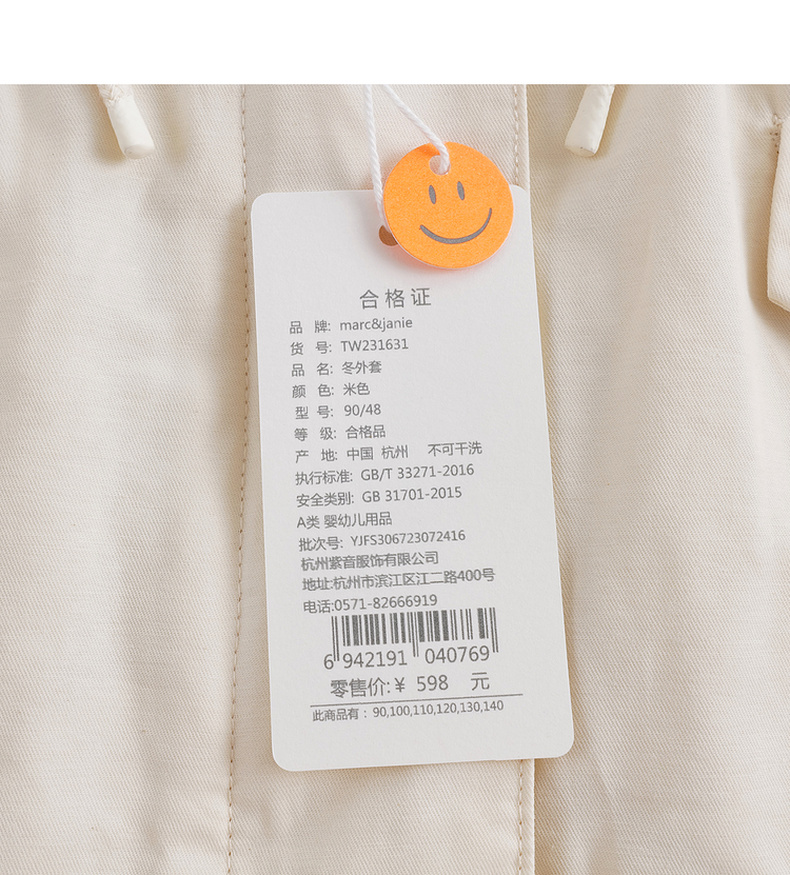 合格证
品 牌: marc&janie
货 号: TW231631
品 名: 冬外套
颜 色: 米色
型 号: 90/48
等 级: 合格品
产 地: 中国 杭州 不可干洗
执行标准: GB/T 33271-2016
安全类别: GB 31701-2015
A类 婴幼儿用品
批次号: YJFS306723072416
杭州紫音服饰有限公司
地址:杭州市滨江区江二路400号
电话:0571-82666919
6 942191 040769
零售价:¥ 598 元
此商品有：90,100,110,120,130,140